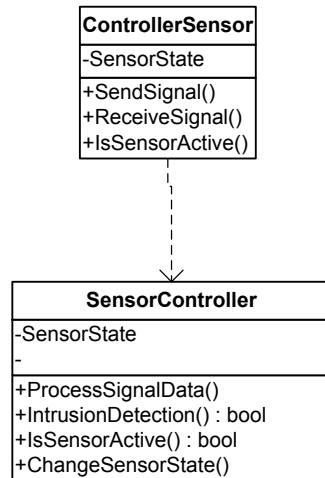 ControllerSensor
-SensorState
+SendSignal()
+ReceiveSignal()
+IsSensorActive()
SensorController
-SensorState
-
+ProcessSignalData()
+IntrusionDetection() : bool
+IsSensorActive() : bool
+ChangeSensorState()